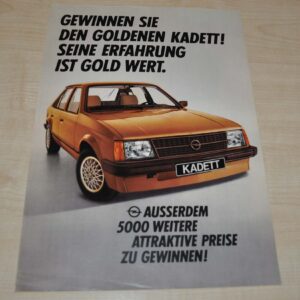 GEWINNEN SIE
DEN GOLDENEN KADETT!
SEINE ERFAHRUNG
IST GOLD WERT.
KADETT
AUSSERDEM
5000 WEITERE
ATTRAKTIVE PREISE
ZU GEWINNEN!